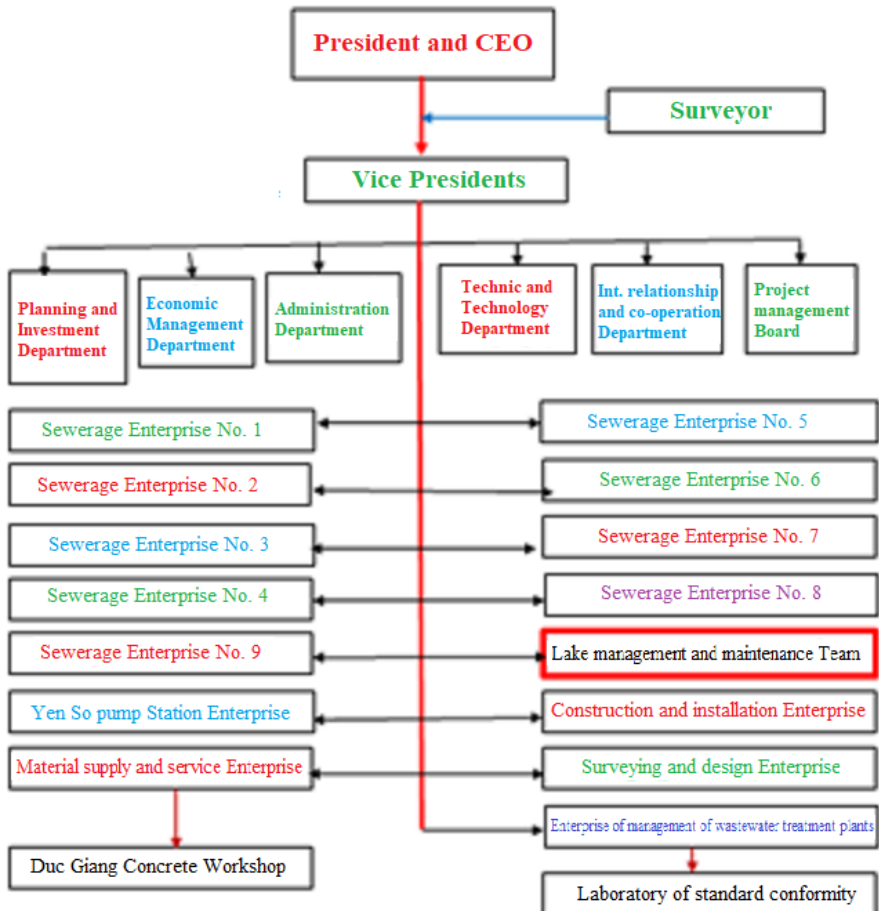 President and CEO
Surveyor
Vice Presidents
Planning and
Investment
Department
Economic
Management
Department
Administration
Department
Technic and
Technology
Department
Int. relationship
and co-operation
Department
Project
management
Board
Sewerage Enterprise No. 1
Sewerage Enterprise No. 5
Sewerage Enterprise No. 2
Sewerage Enterprise No. 6
Sewerage Enterprise No. 3
Sewerage Enterprise No. 7
Sewerage Enterprise No. 4
Sewerage Enterprise No. 8
Sewerage Enterprise No. 9
Lake management and maintenance Team
Yen So pump Station Enterprise
Construction and installation Enterprise
Material supply and service Enterprise
Surveying and design Enterprise
Enterprise of management of wastewater treatment plants
Duc Giang Concrete Workshop
Laboratory of standard conformity